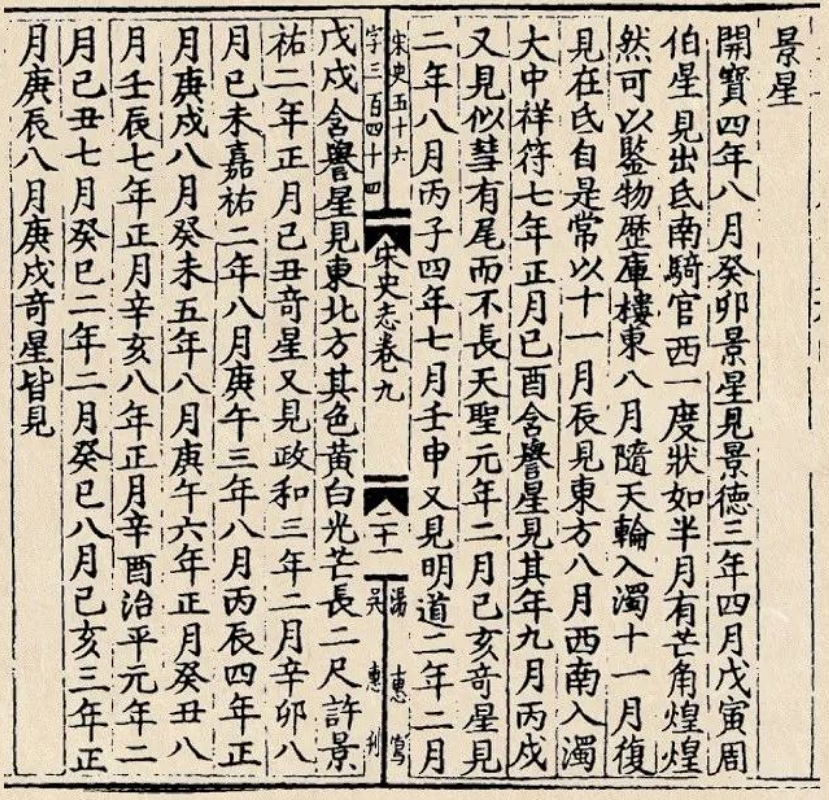 景星
開寶四年八月癸卯景星見景德三年四月戊寅周
伯星見出氐南騎官西一度狀如半月有芒角煌煌
然可以鍳物歷庫樓東八月隨天輪入濁十一月復
見在氐自是常以十一月辰見東方八月西南入濁
大中祥符七年正月己酉含譽星見其年九月丙戌
又見似彗有尾而不長天聖元年二月己亥奇星見
二年八月丙子四年七月壬申又見明道二年二月
宋史五十六
字三百四十四
宋史志卷九
二十一
湯惠寫
吳惠刋
戊戌含譽星見東北方其色黃白光芒長二尺許景
祐二年正月己丑奇星又見政和三年二月辛卯八
月己未嘉祐二年八月庚午三年八月丙辰四年正
月庚戌八月癸未五年八月庚午六年正月癸丑八
月壬辰七年正月辛亥八年正月辛酉治平元年二
月己丑七月癸巳二年二月癸巳八月己亥三年正
月庚辰八月庚戌奇星皆見